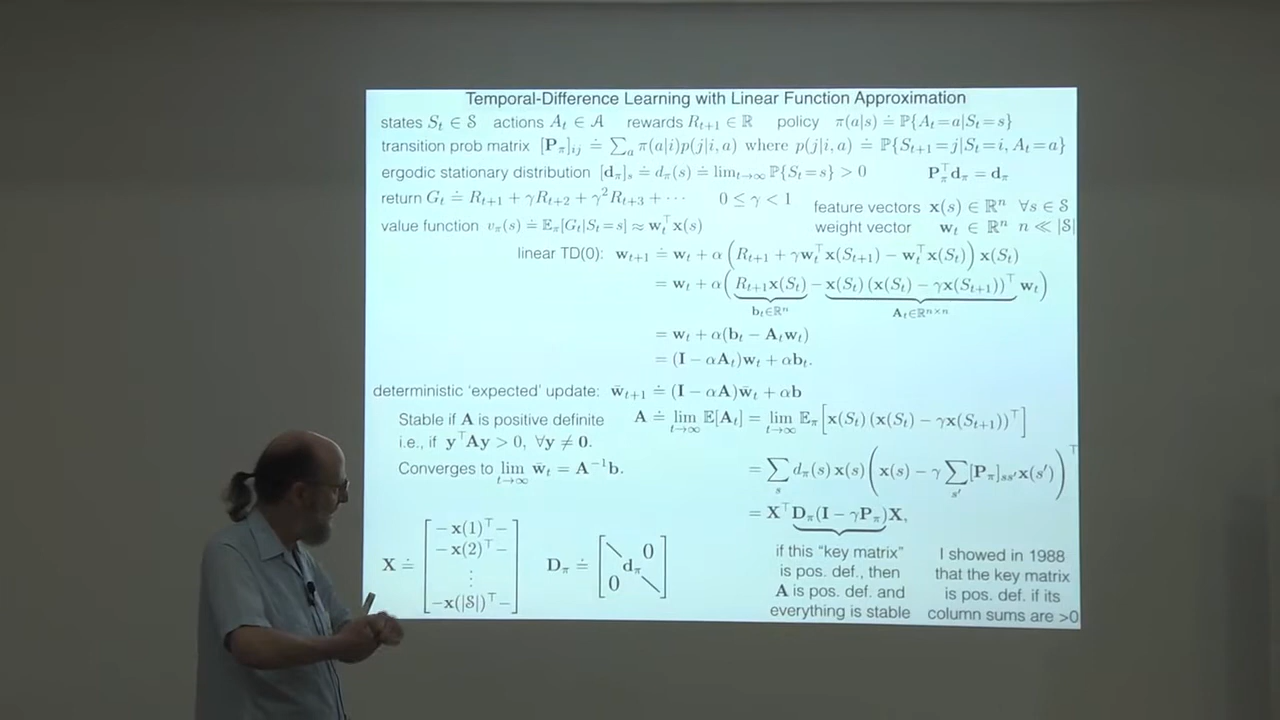 Temporal-Difference Learning with Linear Function Approximation
states S_t ∈ 𝒮 actions A_t ∈ 𝒜 rewards R_{t+1} ∈ ℝ policy π(a|s) ≐ ℙ{A_t=a|S_t=s}
transition prob matrix [P_π]_{ij} ≐ ∑_a π(a|i)p(j|i,a) where p(j|i,a) ≐ ℙ{S_{t+1}=j|S_t=i, A_t=a}
ergodic stationary distribution [d_π]_s ≐ d_π(s) ≐ lim_{t→∞} ℙ{S_t=s} > 0 P_π^⊤ d_π = d_π
return G_t ≐ R_{t+1} + γR_{t+2} + γ²R_{t+3} + ⋯ 0 ≤ γ < 1
feature vectors x(s) ∈ ℝⁿ ∀s ∈ 𝒮
value function v_π(s) ≐ 𝔼_π[G_t|S_t=s] ≈ w_t^⊤ x(s)
weight vector w_t ∈ ℝⁿ n ≪ |𝒮|
linear TD(0): w_{t+1} ≐ w_t + α(R_{t+1} + γw_t^⊤ x(S_{t+1}) − w_t^⊤ x(S_t)) x(S_t)
= w_t + α(R_{t+1}x(S_t) − x(S_t)(x(S_t) − γx(S_{t+1}))^⊤ w_t)
b_t∈ℝⁿ A_t∈ℝ^{n×n}
= w_t + α(b_t − A_t w_t)
= (I − αA_t)w_t + αb_t.
deterministic 'expected' update: w̄_{t+1} ≐ (I − αA)w̄_t + αb
Stable if A is positive definite
i.e., if y^⊤Ay > 0, ∀y ≠ 0.
Converges to lim_{t→∞} w̄_t = A^{−1}b.
A ≐ lim_{t→∞} 𝔼[A_t] = lim_{t→∞} 𝔼_π[x(S_t)(x(S_t) − γx(S_{t+1}))^⊤]
= ∑_s d_π(s) x(s) (x(s) − γ ∑_{s'} [P_π]_{ss'} x(s'))^⊤
= X^⊤ D_π(I − γP_π)X,
X ≐
- x(1)^⊤ -
- x(2)^⊤ -
⋮
- x(|𝒮|)^⊤ -
D_π ≐
0
d_π
0
if this "key matrix"
is pos. def., then
A is pos. def. and
everything is stable
I showed in 1988
that the key matrix
is pos. def. if its
column sums are >0